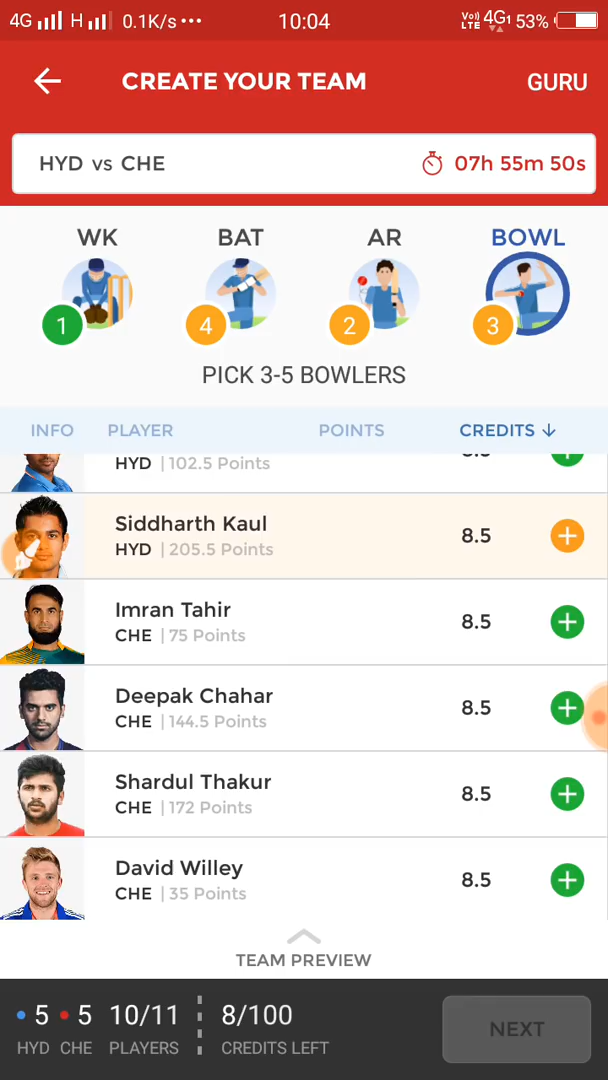 4G H 0.1K/s ••• 10:04 Vo)) LTE 4G1 53%
CREATE YOUR TEAM GURU
HYD vs CHE 07h 55m 50s
WK BAT AR BOWL
1 4 2 3
PICK 3-5 BOWLERS
INFO PLAYER POINTS CREDITS ↓
HYD | 102.5 Points
Siddharth Kaul
HYD | 205.5 Points 8.5
Imran Tahir
CHE | 75 Points 8.5
Deepak Chahar
CHE | 144.5 Points 8.5
Shardul Thakur
CHE | 172 Points 8.5
David Willey
CHE | 35 Points 8.5
TEAM PREVIEW
5 5 10/11 8/100
HYD CHE PLAYERS CREDITS LEFT
NEXT